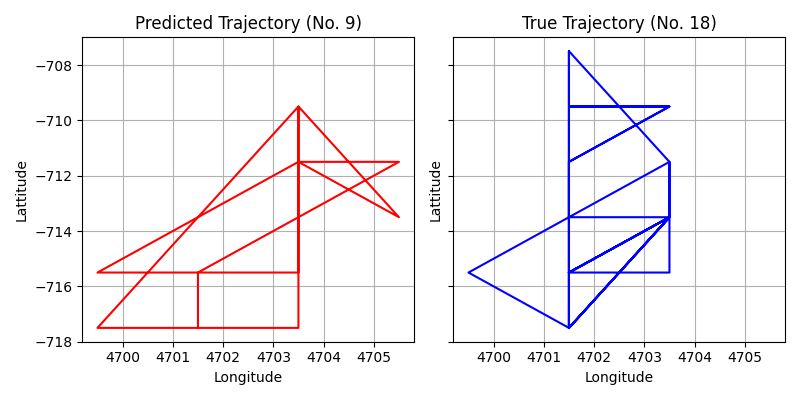 Predicted Trajectory (No. 9)
True Trajectory (No. 18)
Lattitude
−708
−710
−712
−714
−716
−718
4700 4701 4702 4703 4704 4705
Longitude
Lattitude
4700 4701 4702 4703 4704 4705
Longitude